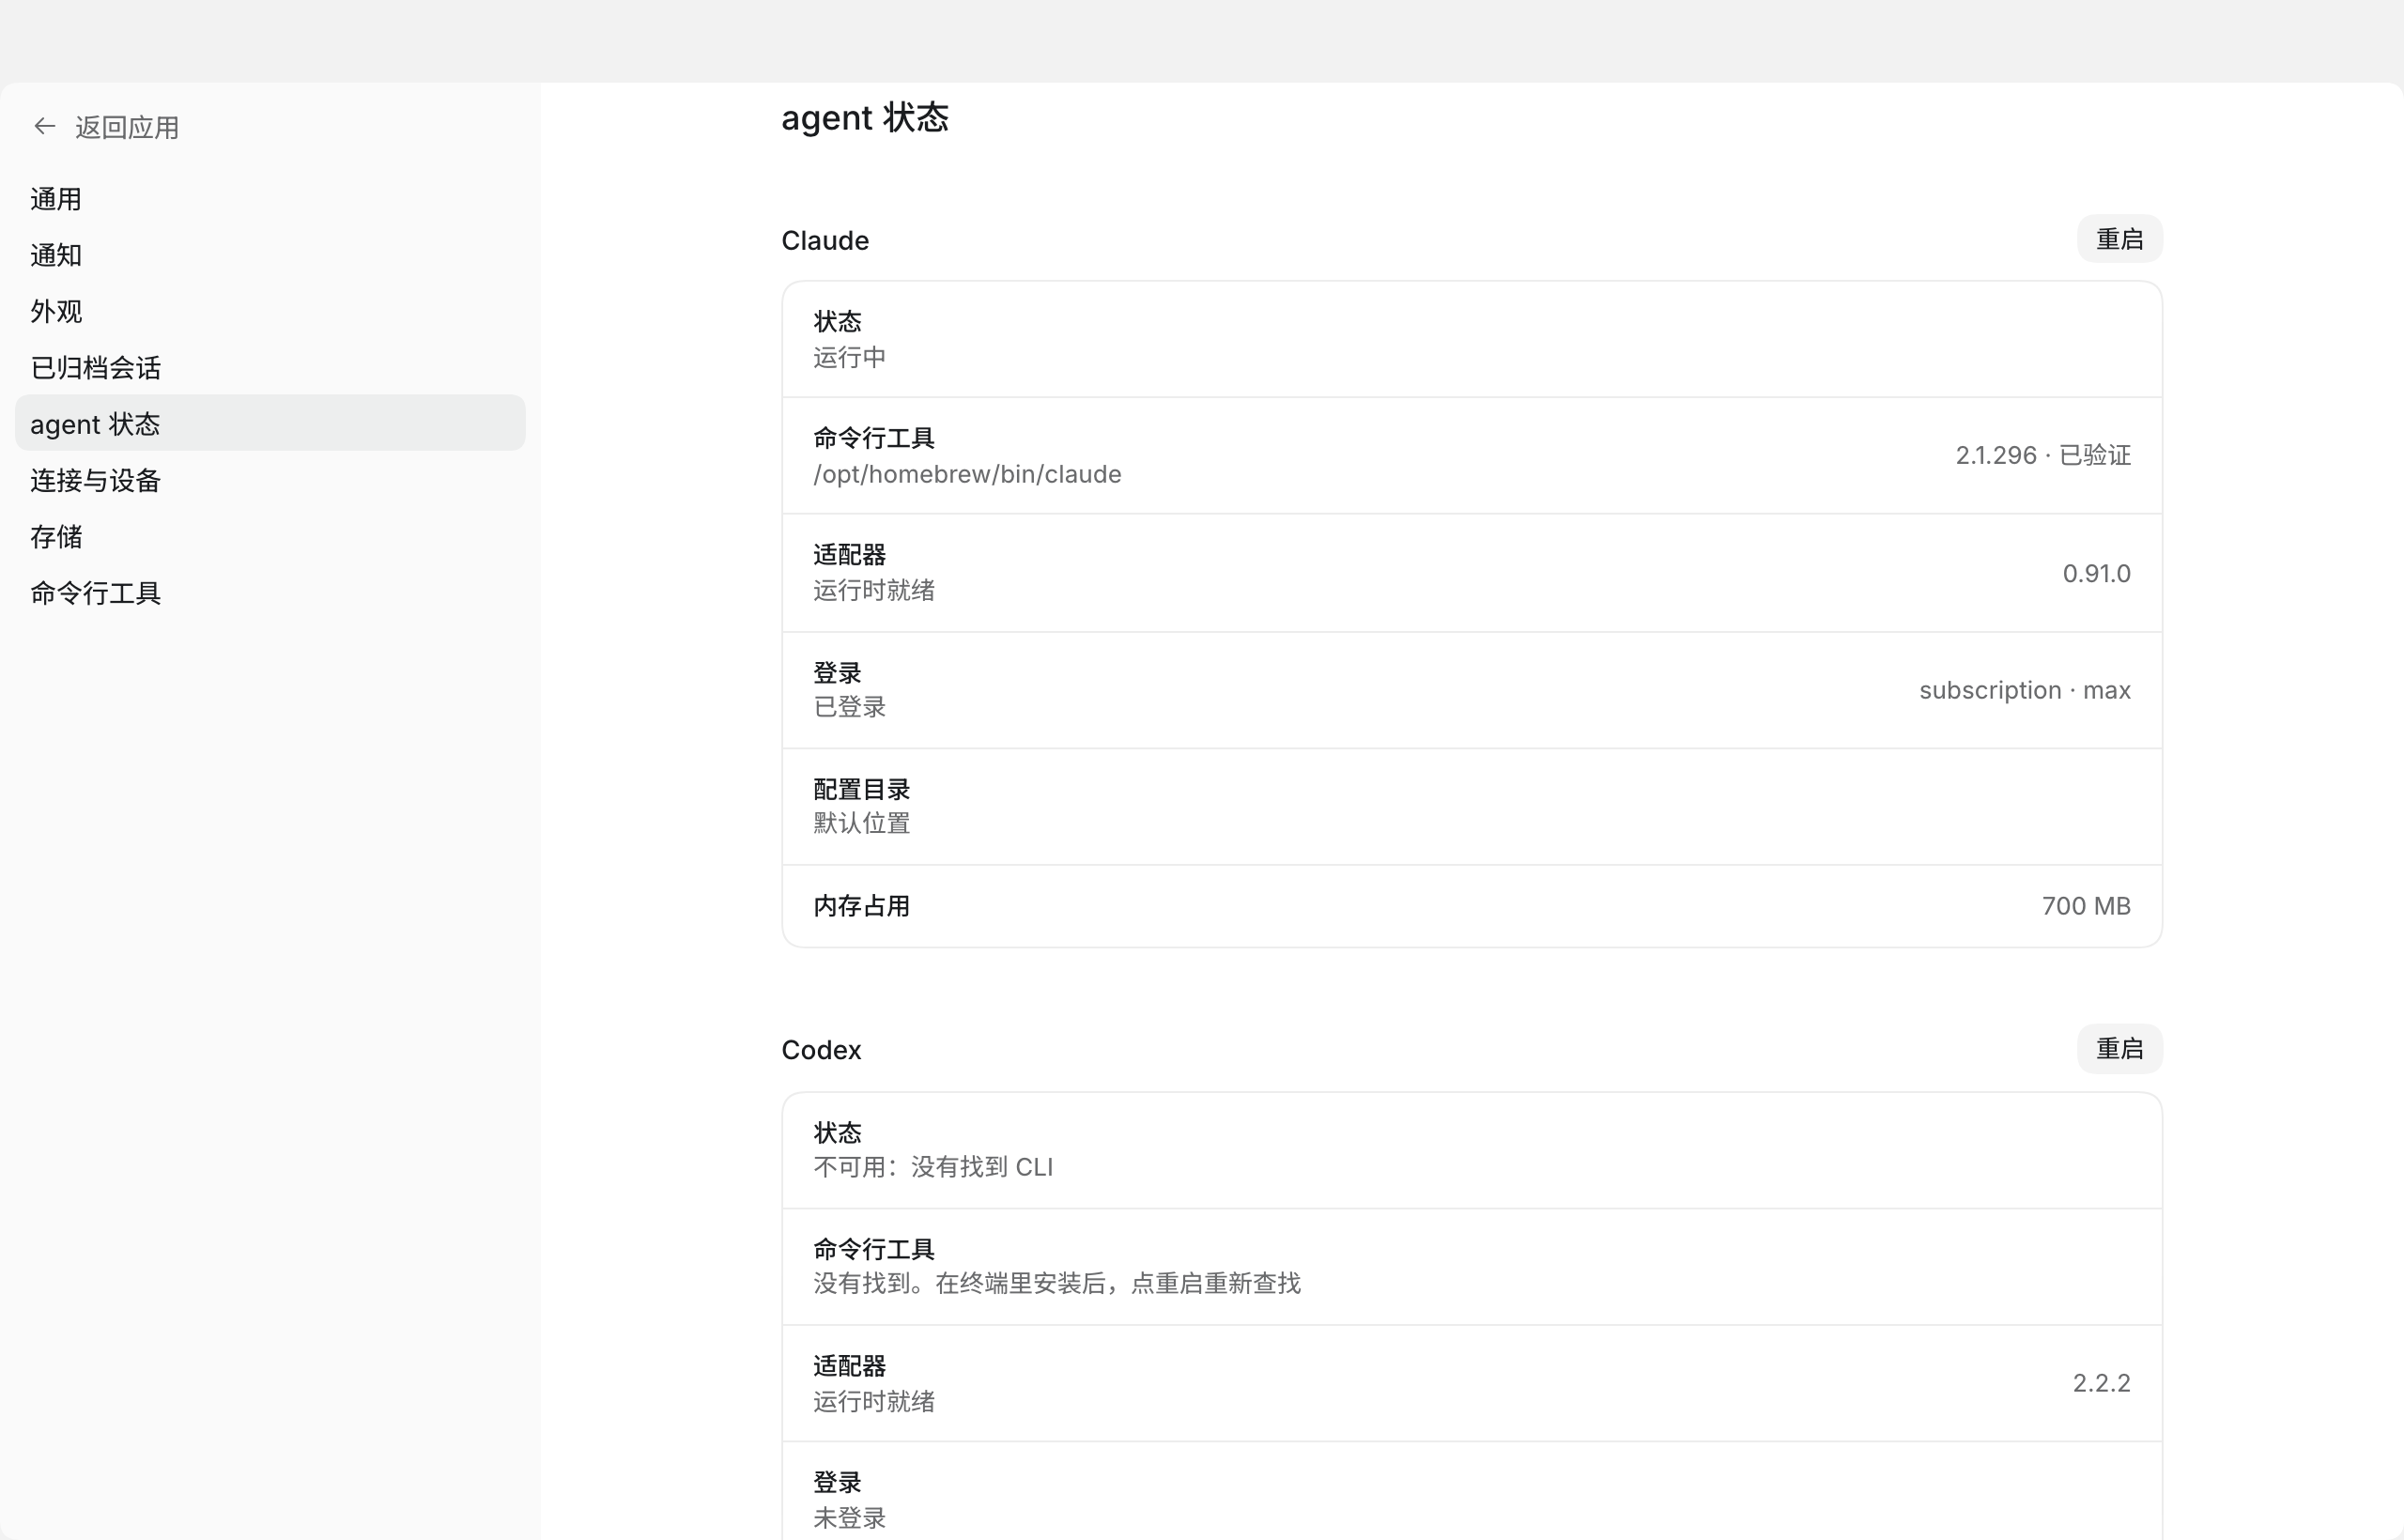 返回应用
通用
通知
外观
已归档会话
agent 状态
连接与设备
存储
命令行工具
agent 状态
Claude
重启
状态
运行中
命令行工具
/opt/homebrew/bin/claude
2.1.296 · 已验证
适配器
运行时就绪
0.91.0
登录
已登录
subscription · max
配置目录
默认位置
内存占用
700 MB
Codex
重启
状态
不可用：没有找到 CLI
命令行工具
没有找到。在终端里安装后，点重启重新查找
适配器
运行时就绪
2.2.2
登录
未登录